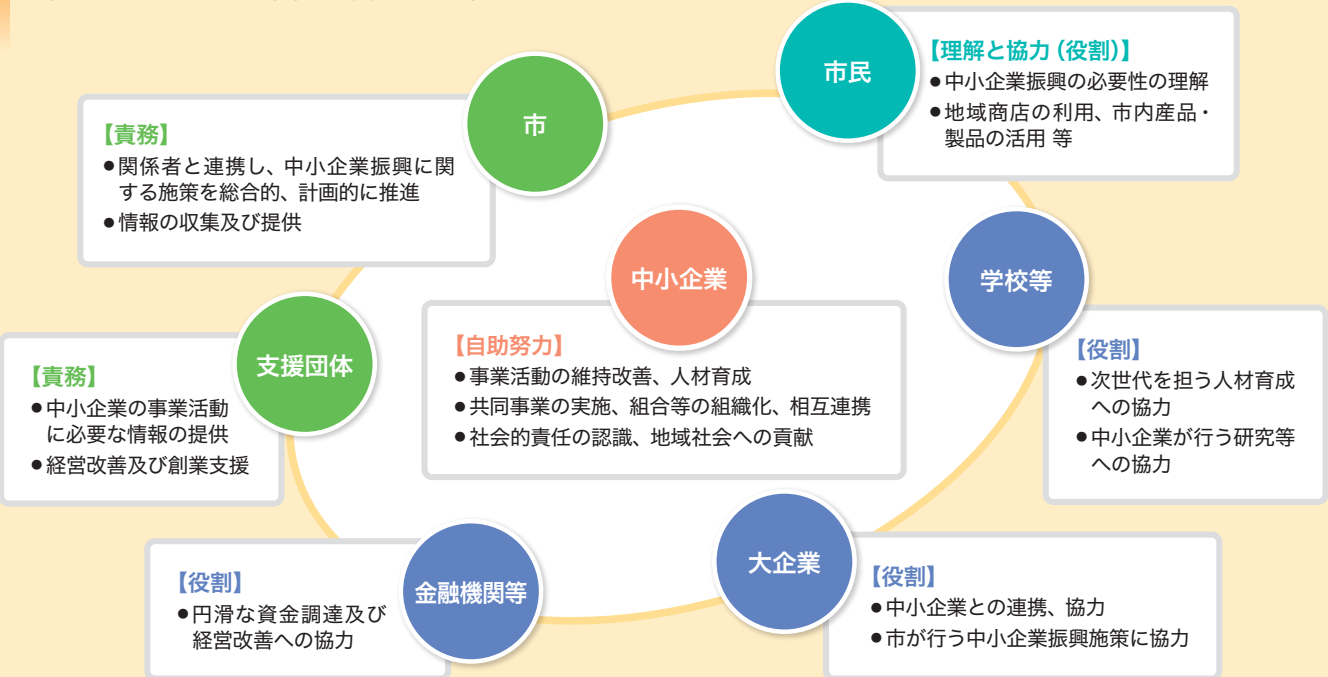 市民
【理解と協力（役割）】
●中小企業振興の必要性の理解
●地域商店の利用、市内産品・
製品の活用 等
市
【責務】
●関係者と連携し、中小企業振興に関
する施策を総合的、計画的に推進
●情報の収集及び提供
中小企業
【自助努力】
●事業活動の維持改善、人材育成
●共同事業の実施、組合等の組織化、相互連携
●社会的責任の認識、地域社会への貢献
学校等
【役割】
●次世代を担う人材育成
への協力
●中小企業が行う研究等
への協力
支援団体
【責務】
●中小企業の事業活動
に必要な情報の提供
●経営改善及び創業支援
金融機関等
【役割】
●円滑な資金調達及び
経営改善への協力
大企業
【役割】
●中小企業との連携、協力
●市が行う中小企業振興施策に協力